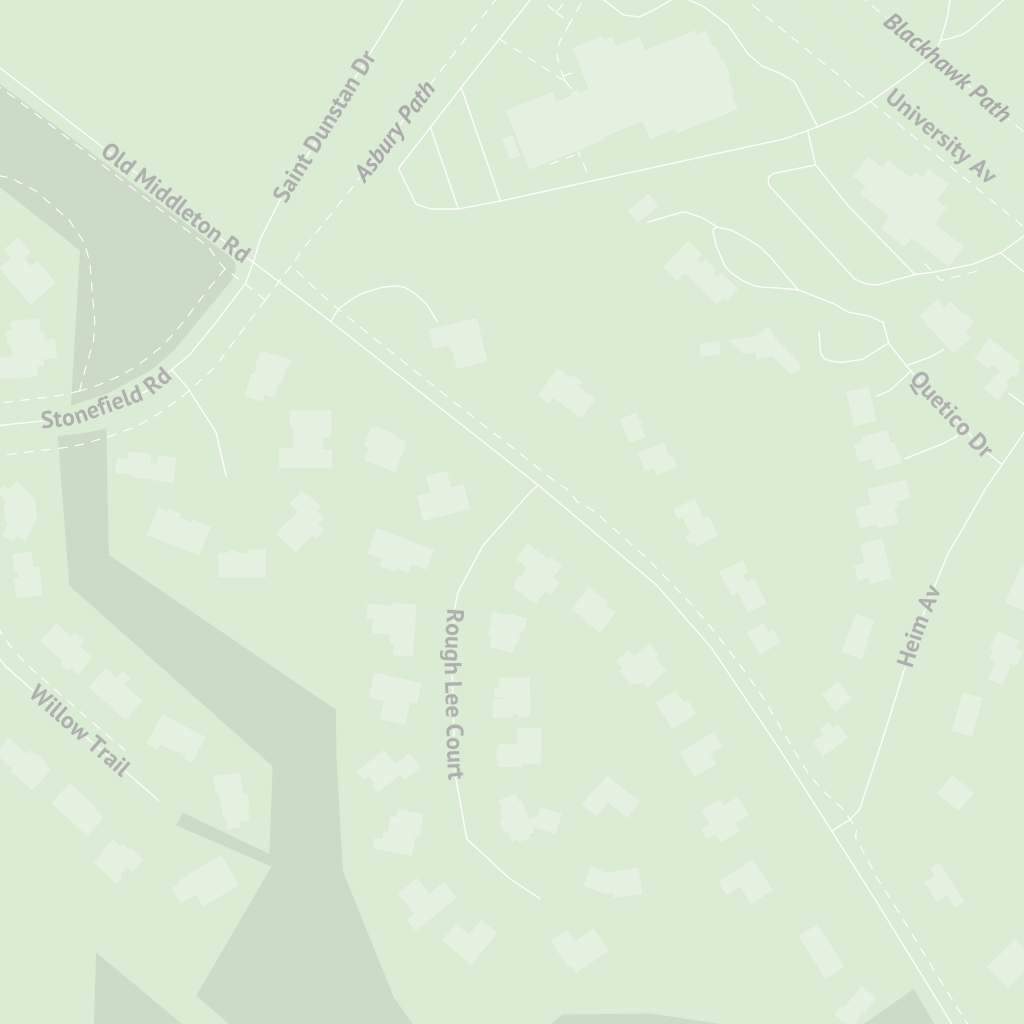 Blackhawk Path
University Av
Saint Dunstan Dr
Asbury Path
Old Middleton Rd
Stonefield Rd
Quetico Dr
Heim Av
Rough Lee Court
Willow Trail